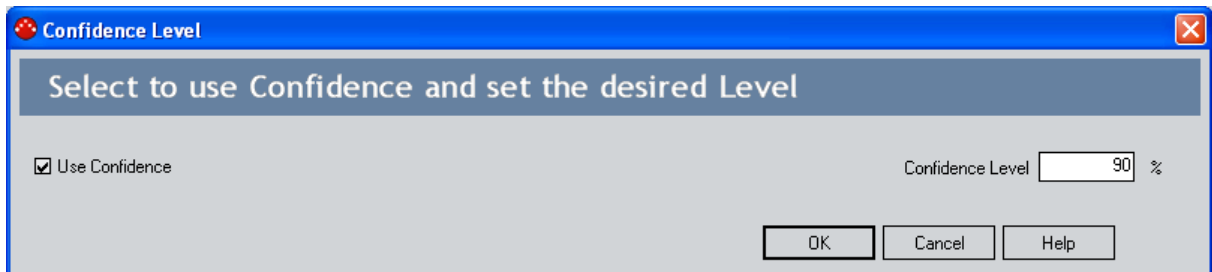 Confidence Level
Select to use Confidence and set the desired Level
Use Confidence
Confidence Level 90 %
OK Cancel Help